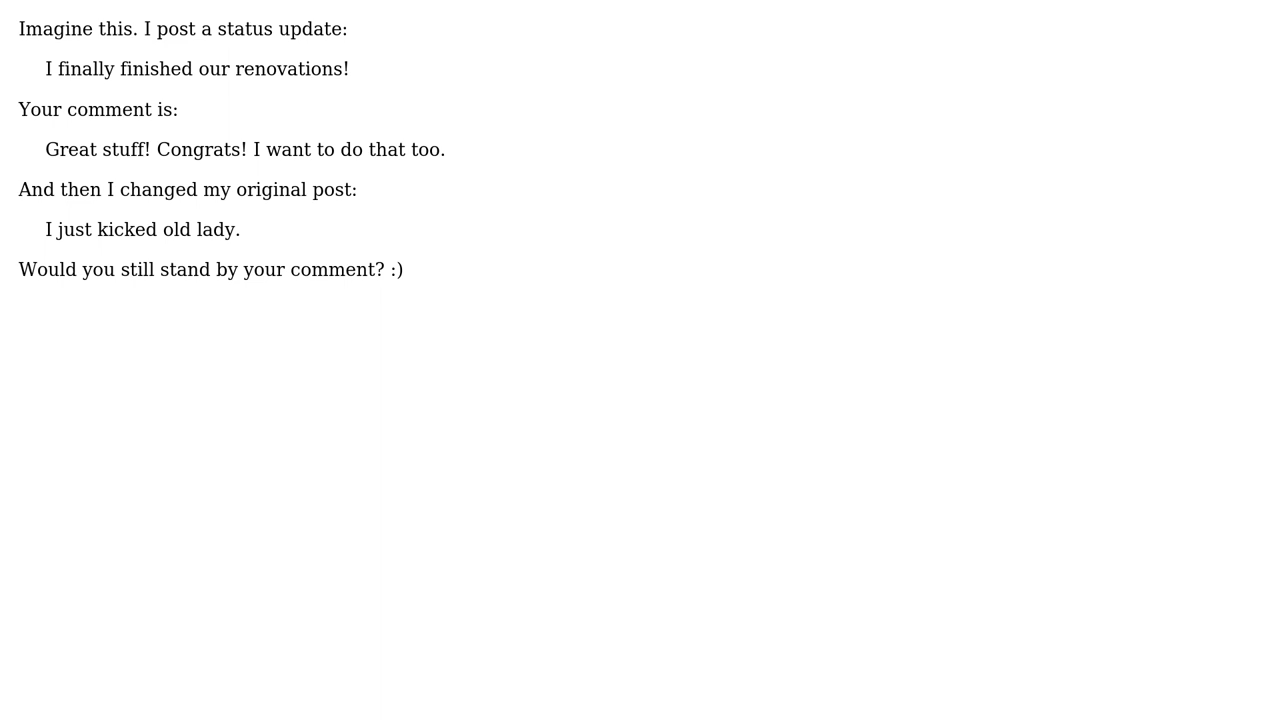 Imagine this. I post a status update:
I finally finished our renovations!
Your comment is:
Great stuff! Congrats! I want to do that too.
And then I changed my original post:
I just kicked old lady.
Would you still stand by your comment? :)